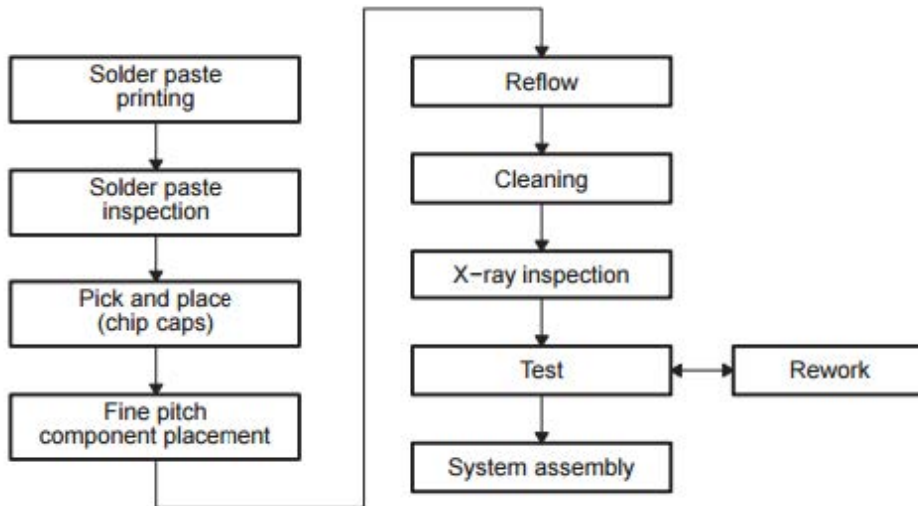 Solder paste
printing
Solder paste
inspection
Pick and place
(chip caps)
Fine pitch
component placement
Reflow
Cleaning
X−ray inspection
Test
Rework
System assembly